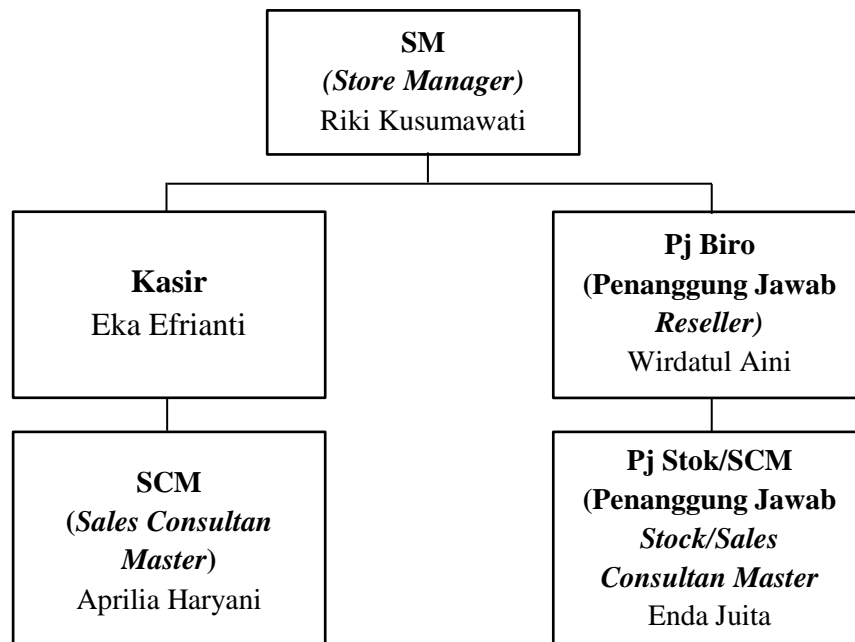 SM
(Store Manager)
Riki Kusumawati
Kasir
Eka Efrianti
Pj Biro
(Penanggung Jawab
Reseller)
Wirdatul Aini
SCM
(Sales Consultan
Master)
Aprilia Haryani
Pj Stok/SCM
(Penanggung Jawab
Stock/Sales
Consultan Master
Enda Juita